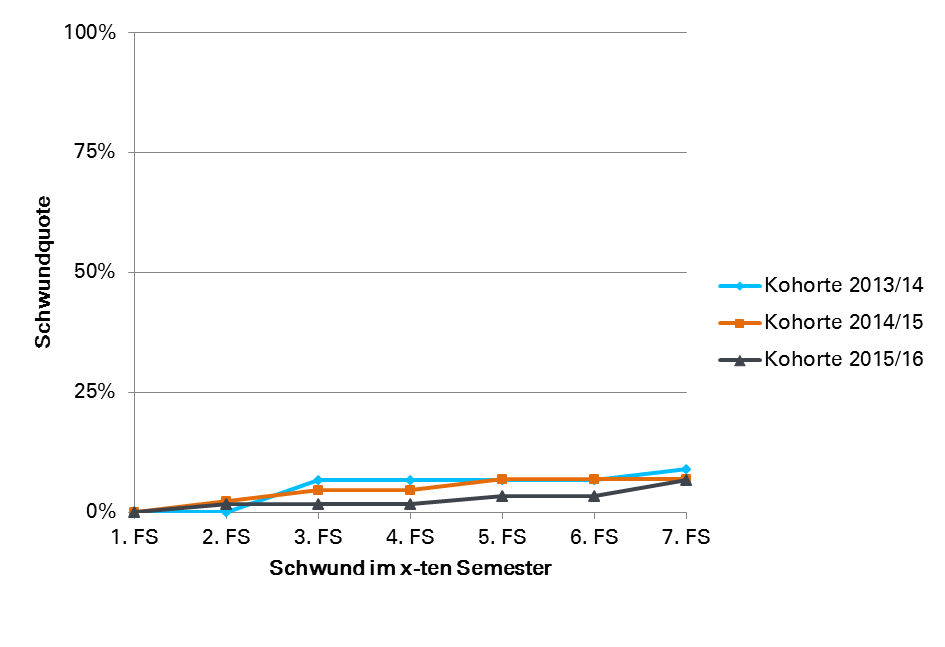 100%
75%
50%
25%
0%
Schwundquote
1. FS 2. FS 3. FS 4. FS 5. FS 6. FS 7. FS
Schwund im x-ten Semester
Kohorte 2013/14
Kohorte 2014/15
Kohorte 2015/16